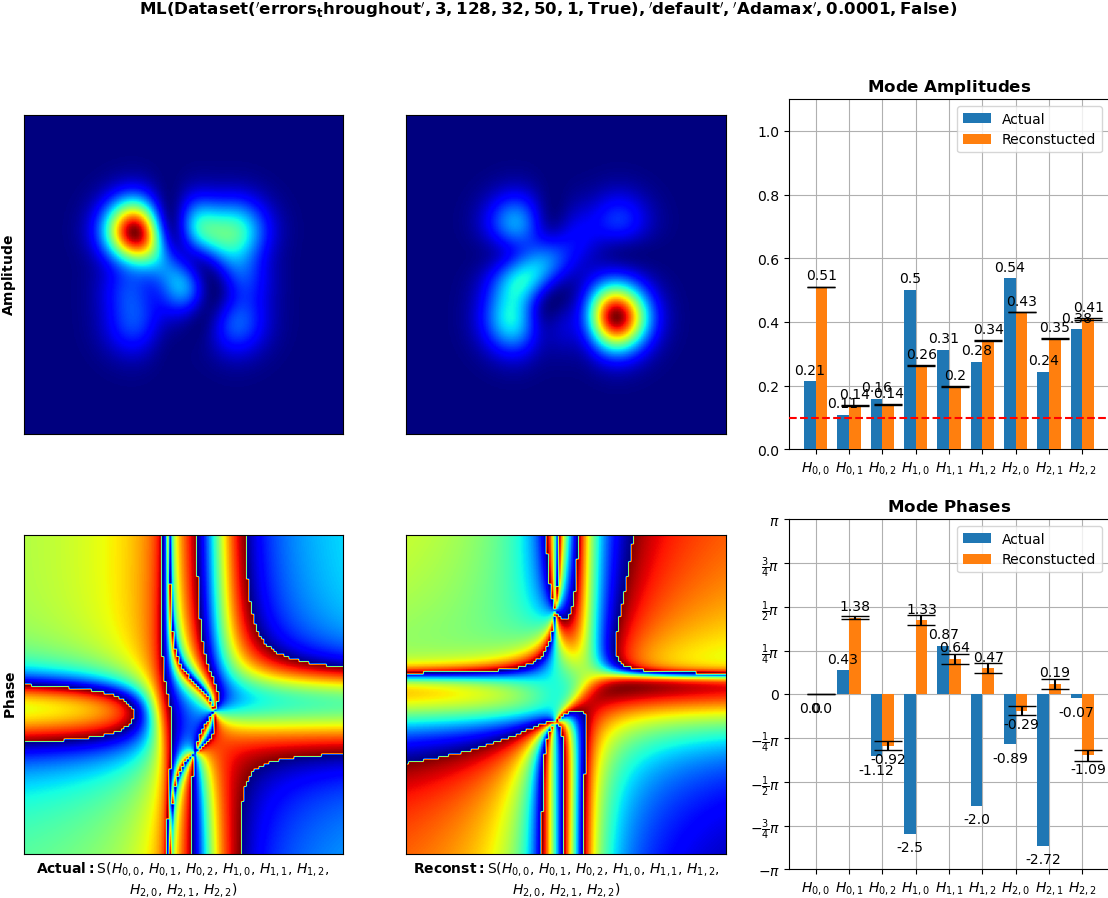 ML(Dataset('errors_throughout', 3, 128, 32, 50, 1, True), 'default', 'Adamax', 0.0001, False)
Amplitude
Mode Amplitudes
Actual
Reconstucted
1.0
0.8
0.6
0.4
0.2
0.0
0.21 0.51 0.11 0.14 0.16 0.14 0.5 0.26 0.31 0.2 0.28 0.34 0.54 0.43 0.24 0.35 0.38 0.41
H0,0 H0,1 H0,2 H1,0 H1,1 H1,2 H2,0 H2,1 H2,2
Phase
Actual: S(H0,0, H0,1, H0,2, H1,0, H1,1, H1,2,
H2,0, H2,1, H2,2)
Reconst: S(H0,0, H0,1, H0,2, H1,0, H1,1, H1,2,
H2,0, H2,1, H2,2)
Mode Phases
Actual
Reconstucted
π
3/4π
1/2π
1/4π
0
−1/4π
−1/2π
−3/4π
−π
0.0 0.0 0.43 1.38 -1.12 -0.92 -2.5 1.33 0.87 0.64 -2.0 0.47 -0.89 -0.29 -2.72 0.19 -0.07 -1.09
H0,0 H0,1 H0,2 H1,0 H1,1 H1,2 H2,0 H2,1 H2,2